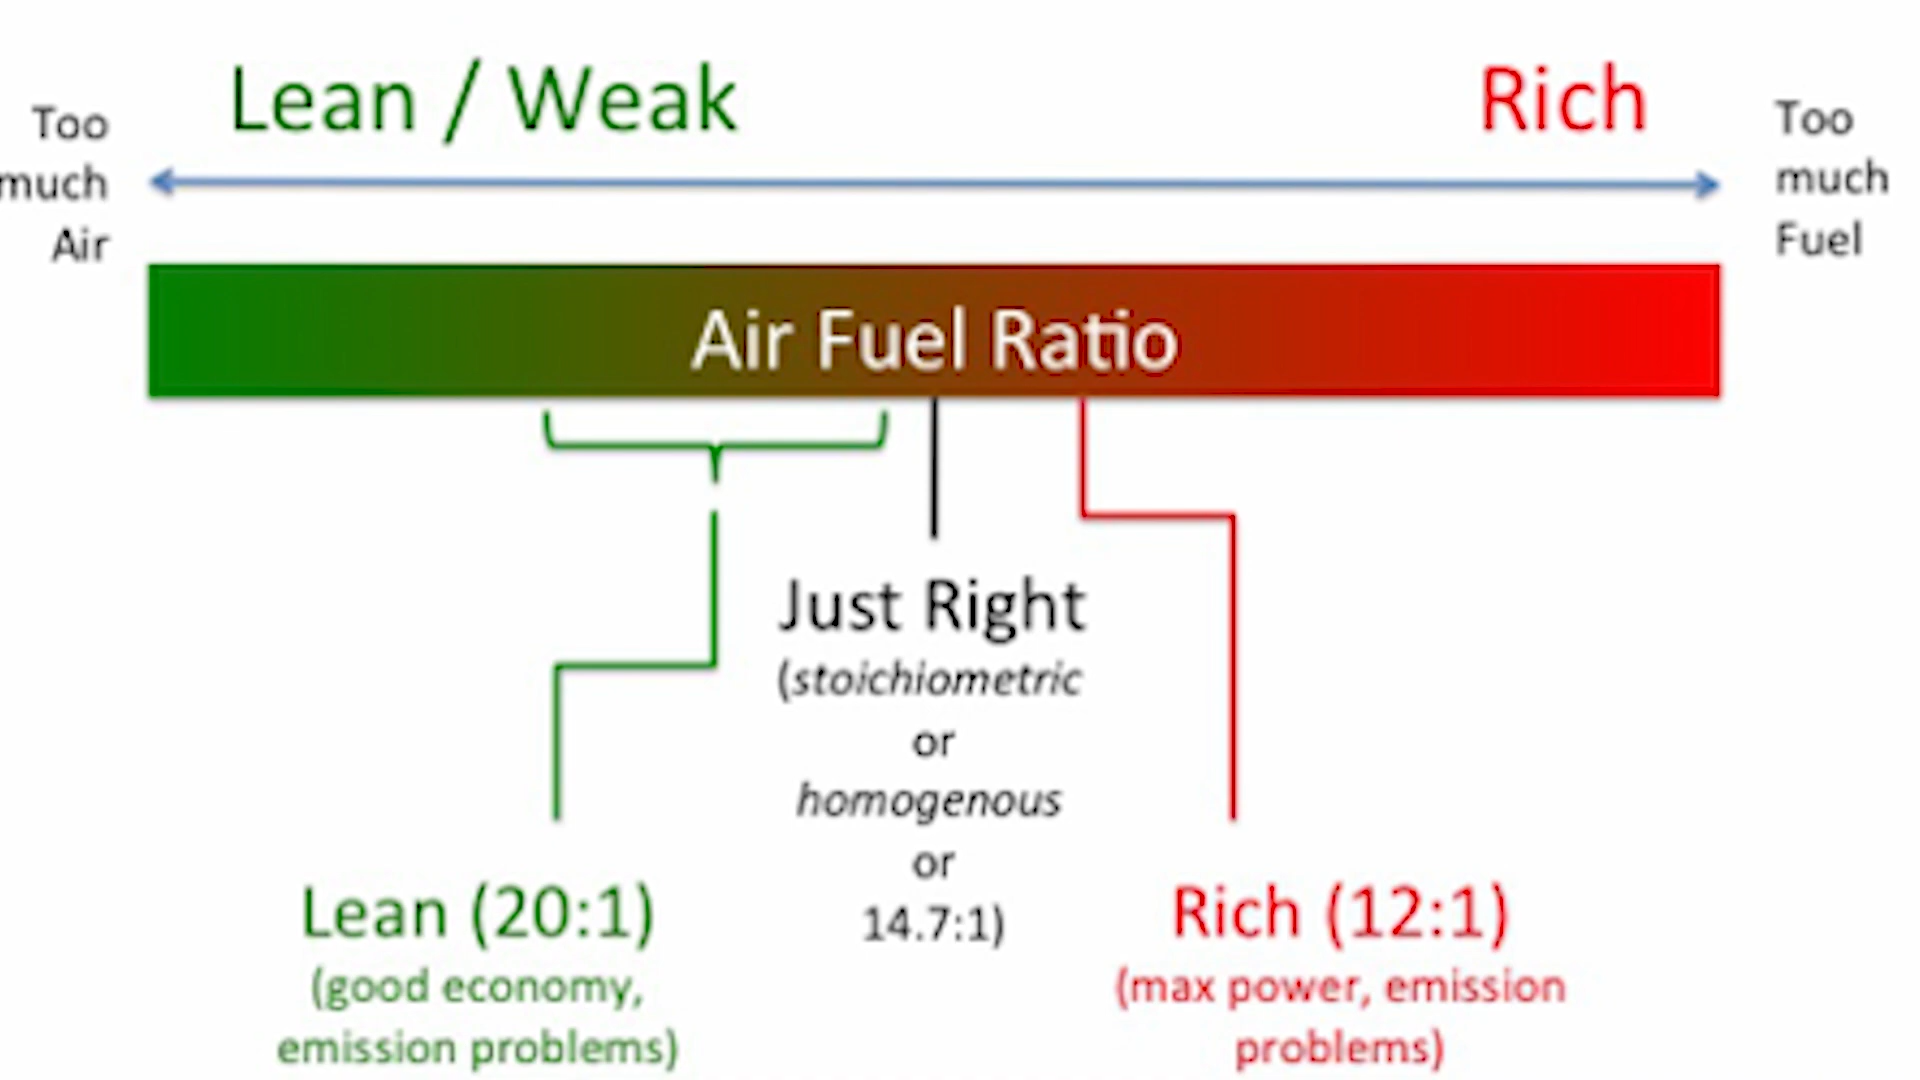 Lean / Weak
Rich
Too
much
Air
Too
much
Fuel
Air Fuel Ratio
Just Right
(stoichiometric
or
homogenous
or
14.7:1)
Lean (20:1)
(good economy,
emission problems)
Rich (12:1)
(max power, emission
problems)